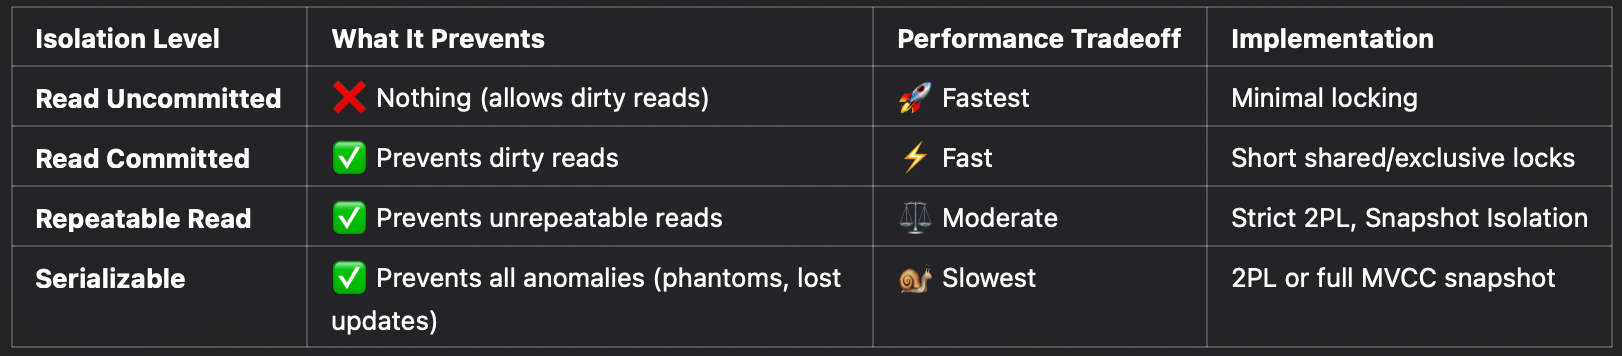 Isolation Level What It Prevents Performance Tradeoff Implementation
Read Uncommitted ❌ Nothing (allows dirty reads) 🚀 Fastest Minimal locking
Read Committed ✅ Prevents dirty reads ⚡ Fast Short shared/exclusive locks
Repeatable Read ✅ Prevents unrepeatable reads ⚖️ Moderate Strict 2PL, Snapshot Isolation
Serializable ✅ Prevents all anomalies (phantoms, lost 🐌 Slowest 2PL or full MVCC snapshot
updates)